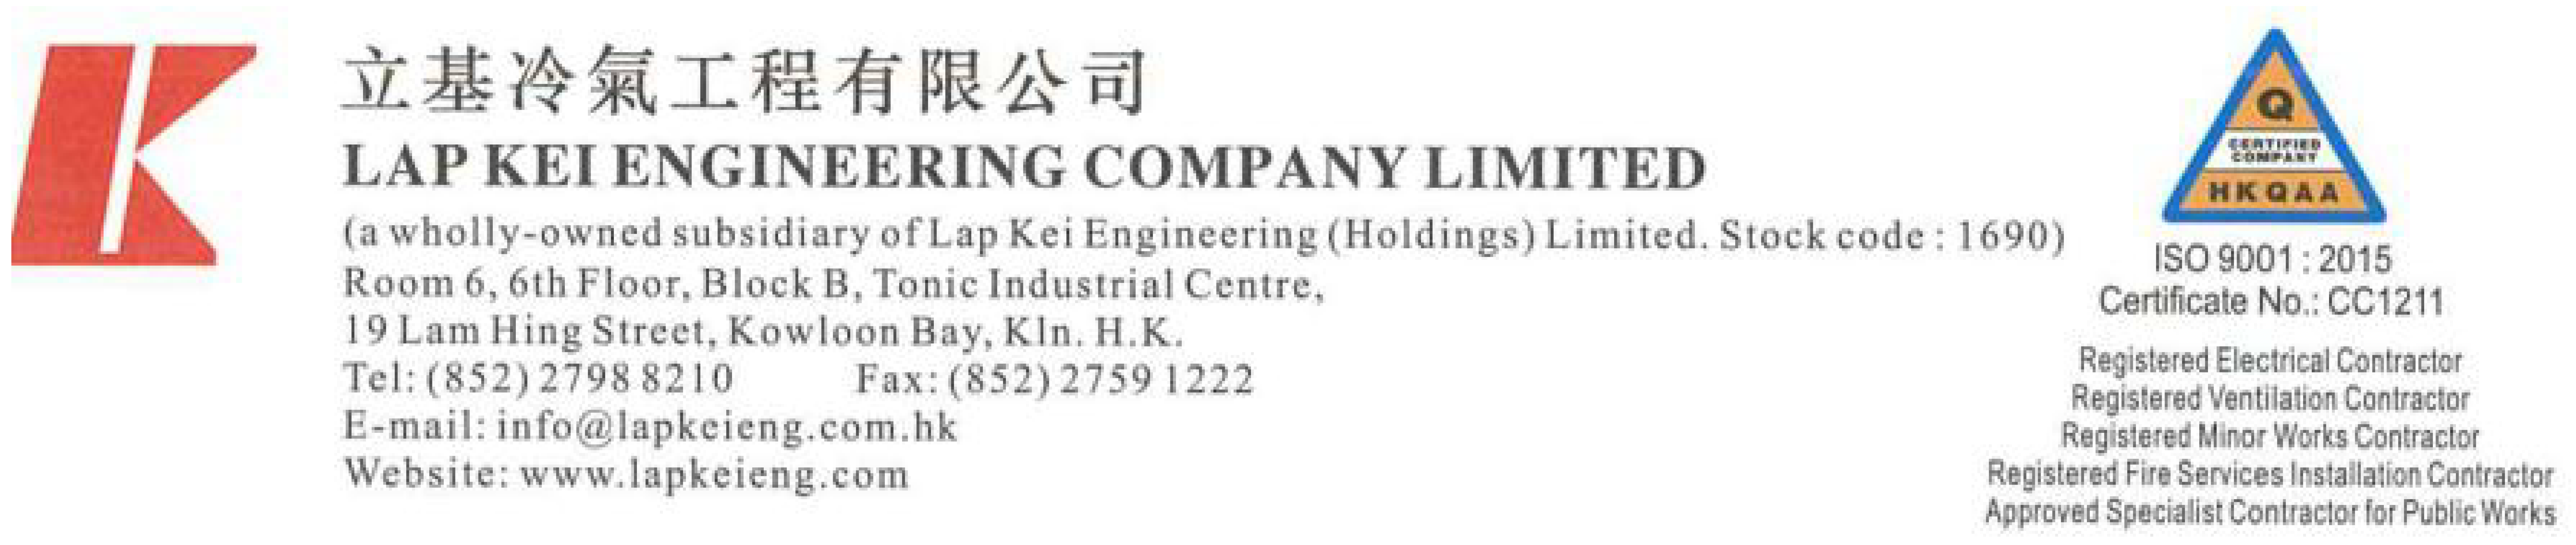 立基冷氣工程有限公司
LAP KEI ENGINEERING COMPANY LIMITED
(a wholly-owned subsidiary of Lap Kei Engineering (Holdings) Limited. Stock code : 1690)
Room 6, 6th Floor, Block B, Tonic Industrial Centre,
19 Lam Hing Street, Kowloon Bay, Kln. H.K.
Tel: (852) 2798 8210 Fax: (852) 2759 1222
E-mail: info@lapkeieng.com.hk
Website: www.lapkeieng.com
Q
CERTIFIED
COMPANY
HKQAA
ISO 9001 : 2015
Certificate No.: CC1211
Registered Electrical Contractor
Registered Ventilation Contractor
Registered Minor Works Contractor
Registered Fire Services Installation Contractor
Approved Specialist Contractor for Public Works